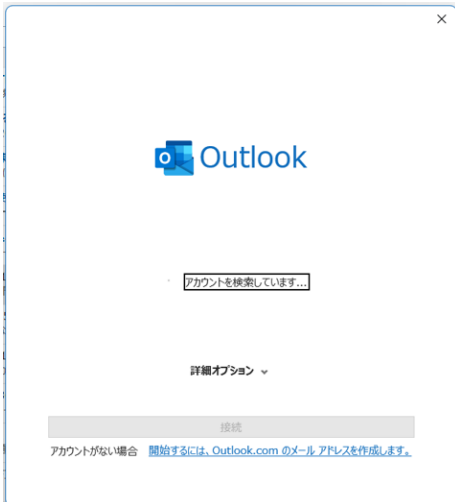 Outlook
アカウントを検索しています...
詳細オプション
接続
アカウントがない場合 開始するには、Outlook.com のメール アドレスを作成します。